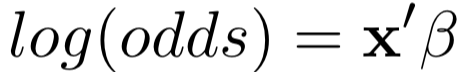 log(odds) = x′β